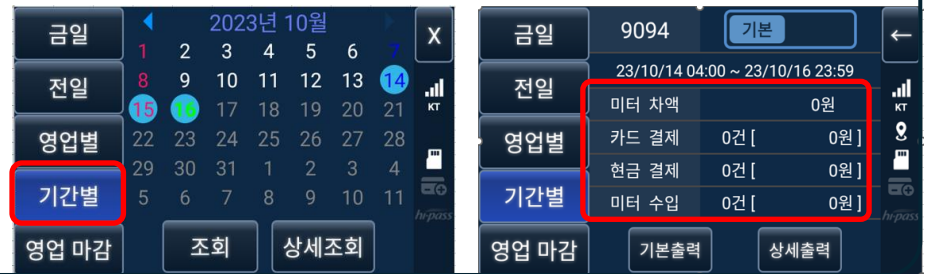 금일
전일
영업별
기간별
영업 마감
2023년 10월
X
1 2 3 4 5 6 7
8 9 10 11 12 13 14
15 16 17 18 19 20 21
22 23 24 25 26 27 28
29 30 31 1 2 3 4
5 6 7 8 9 10 11
조회 상세조회
KT
hi-pass
금일
전일
영업별
기간별
영업 마감
9094 기본
←
23/10/14 04:00 ~ 23/10/16 23:59
미터 차액 0원
카드 결제 0건 [ 0원 ]
현금 결제 0건 [ 0원 ]
미터 수입 0건 [ 0원 ]
기본출력 상세출력
KT
hi-pass